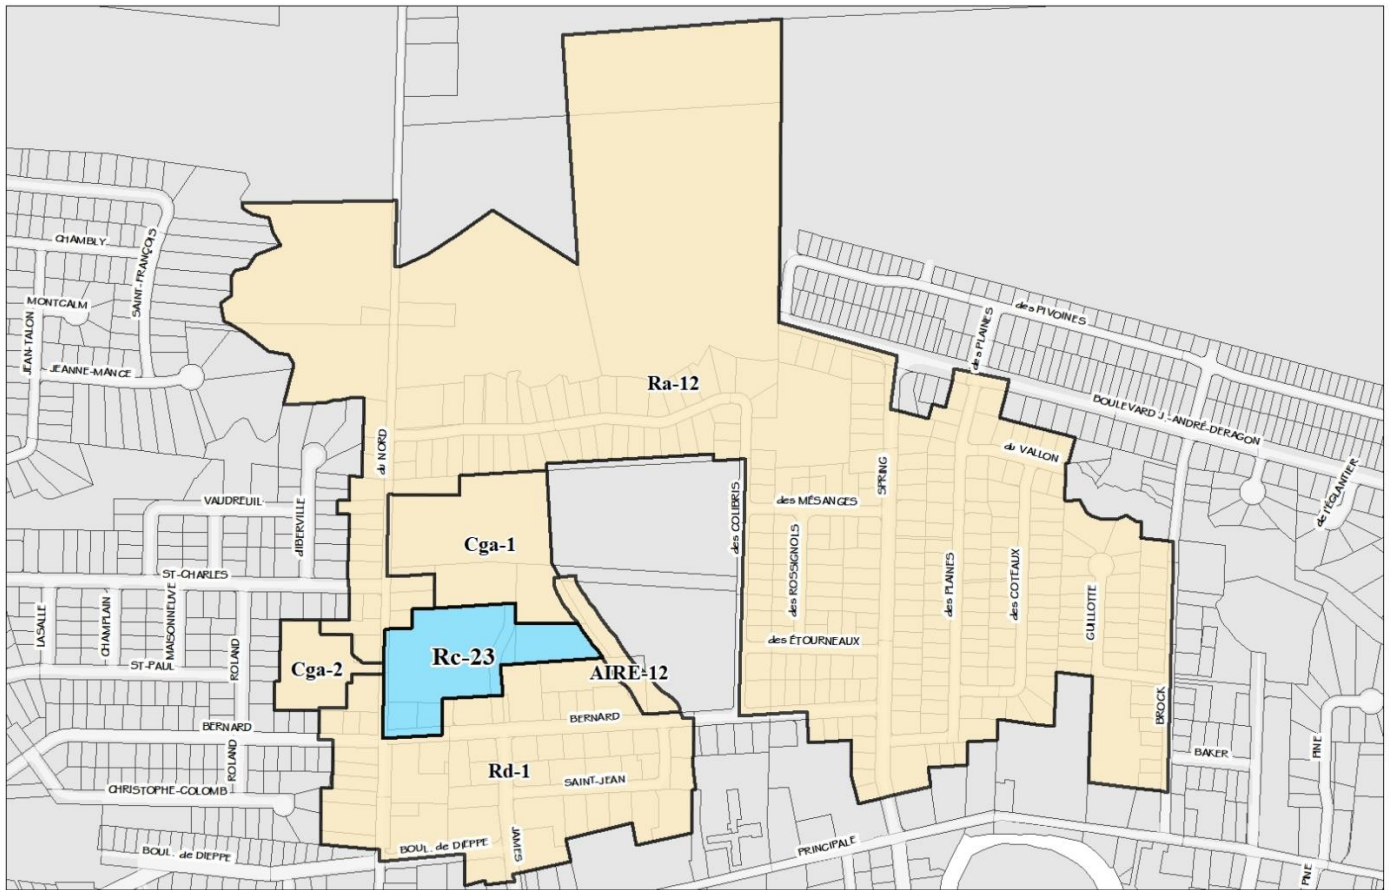 CHAMBLY
SAINT-FRANÇOIS
MONTCALM
JEAN-TALON
JEANNE-MANCE
des PIVOINES
des PLAINES
BOULEVARD J.-ANDRÉ-DERAGON
Ra-12
du NORD
du VALLON
de l'ÉGLANTIER
VAUDREUIL
d'IBERVILLE
SPRING
des COLIBRIS
des MÉSANGES
des ROSSIGNOLS
Cga-1
ST-CHARLES
LASALLE
CHAMPLAIN
MAISONNEUVE
ROLAND
des PLAINES
des COTEAUX
GUILLOTTE
des ÉTOURNEAUX
Rc-23
Cga-2
AIRE-12
ST-PAUL
BROCK
BERNARD
BERNARD
ROLAND
BAKER
PINE
Rd-1
SAINT-JEAN
CHRISTOPHE-COLOMB
BOUL. de DIEPPE
BOUL. de DIEPPE
JAMES
PRINCIPALE
PINE